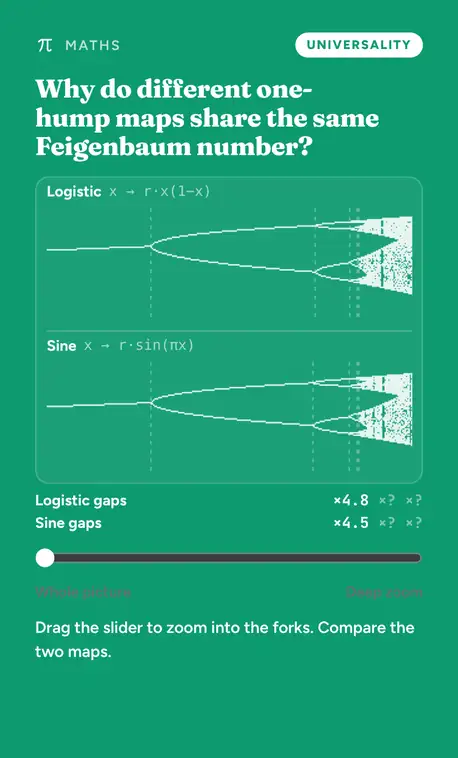 π MATHS
UNIVERSALITY
Why do different one-
hump maps share the same
Feigenbaum number?
Logistic x → r·x(1−x)
Sine x → r·sin(πx)
Logistic gaps ×4.8 ×? ×?
Sine gaps ×4.5 ×? ×?
Whole picture Deep zoom
Drag the slider to zoom into the forks. Compare the
two maps.